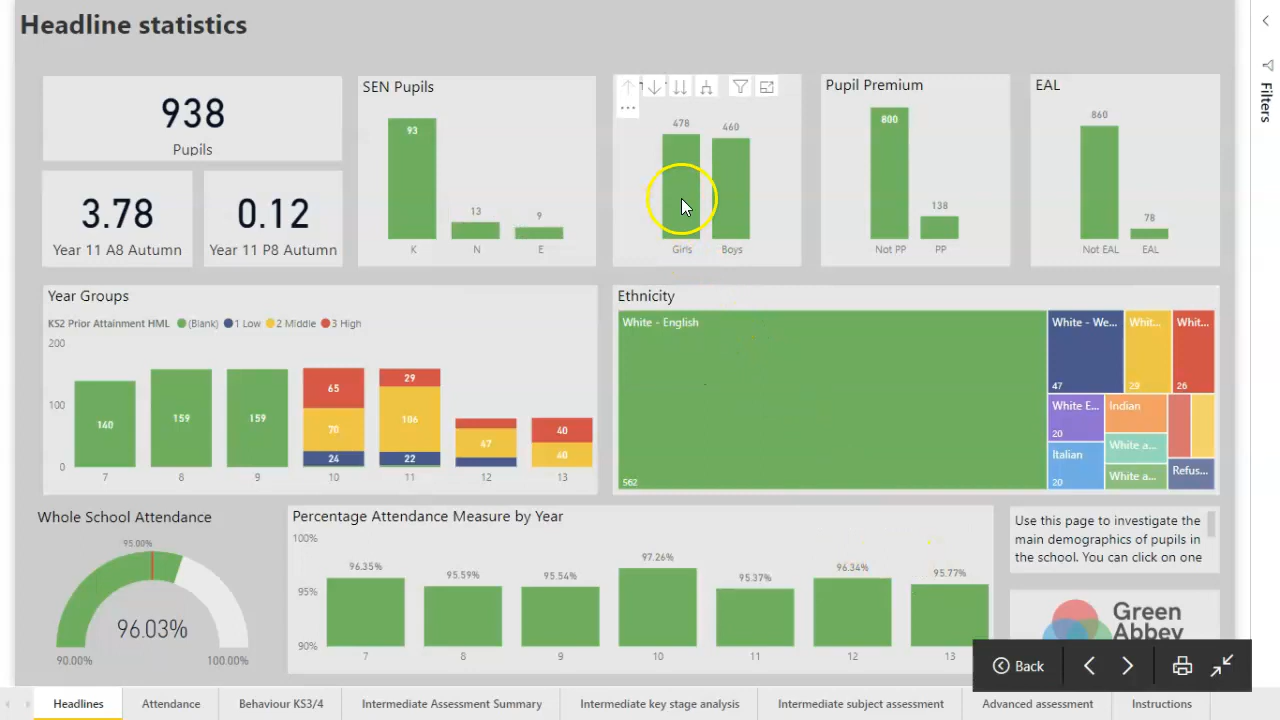 Headline statistics
938
Pupils
3.78
Year 11 A8 Autumn
0.12
Year 11 P8 Autumn
SEN Pupils
93
13
9
K
N
E
478
460
Girls
Boys
Pupil Premium
800
138
Not PP
PP
EAL
860
78
Not EAL
EAL
Filters
Year Groups
KS2 Prior Attainment HML (Blank) 1 Low 2 Middle 3 High
200
100
0
140
159
159
65
70
24
29
106
22
47
40
40
7
8
9
10
11
12
13
Ethnicity
White - English
562
White - We...
47
Whit...
29
Whit...
26
White E...
20
Indian
Italian
20
White a...
White a...
Refus...
Whole School Attendance
95.00%
96.03%
90.00%
100.00%
Percentage Attendance Measure by Year
100%
95%
90%
96.35%
95.59%
95.54%
97.26%
95.37%
96.34%
95.77%
7
8
9
10
11
12
13
Use this page to investigate the
main demographics of pupils in
the school. You can click on one
Green
Abbey
Back
Headlines
Attendance
Behaviour KS3/4
Intermediate Assessment Summary
Intermediate key stage analysis
Intermediate subject assessment
Advanced assessment
Instructions